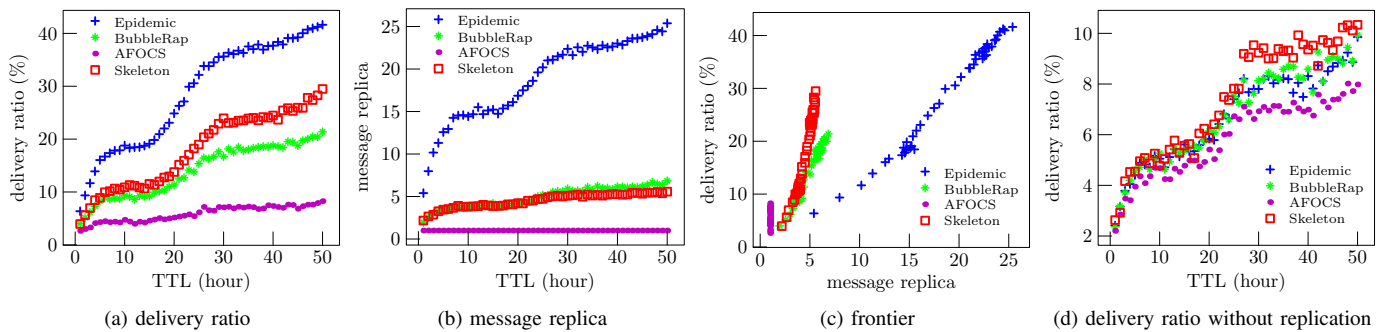 delivery ratio (%)
40
30
20
10
0
Epidemic
BubbleRap
AFOCS
Skeleton
0 10 20 30 40 50
TTL (hour)
(a) delivery ratio
message replica
25
20
15
10
5
0
Epidemic
BubbleRap
AFOCS
Skeleton
0 10 20 30 40 50
TTL (hour)
(b) message replica
delivery ratio (%)
40
30
20
10
0
Epidemic
BubbleRap
AFOCS
Skeleton
0 5 10 15 20 25
message replica
(c) frontier
delivery ratio (%)
10
8
6
4
2
Epidemic
BubbleRap
AFOCS
Skeleton
0 10 20 30 40 50
TTL (hour)
(d) delivery ratio without replication